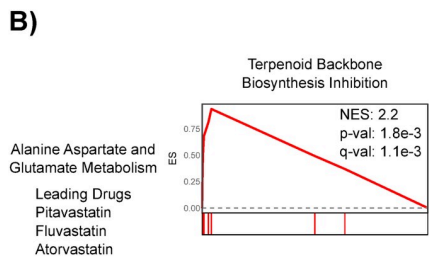 B)
Terpenoid Backbone
Biosynthesis Inhibition
NES: 2.2
p-val: 1.8e-3
q-val: 1.1e-3
Alanine Aspartate and
Glutamate Metabolism
Leading Drugs
Pitavastatin
Fluvastatin
Atorvastatin
ES
0.75
0.50
0.25
0.00